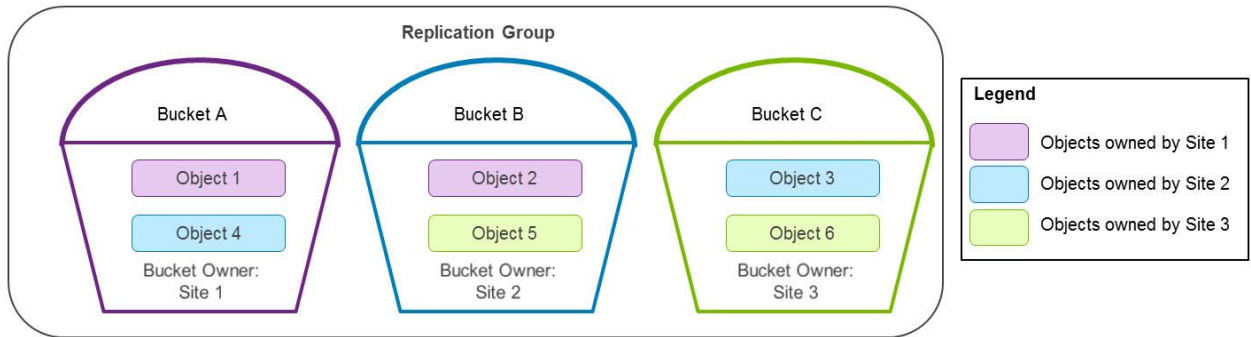 Replication Group
Bucket A
Bucket B
Bucket C
Object 1
Object 2
Object 3
Object 4
Object 5
Object 6
Bucket Owner:
Site 1
Bucket Owner:
Site 2
Bucket Owner:
Site 3
Legend
Objects owned by Site 1
Objects owned by Site 2
Objects owned by Site 3